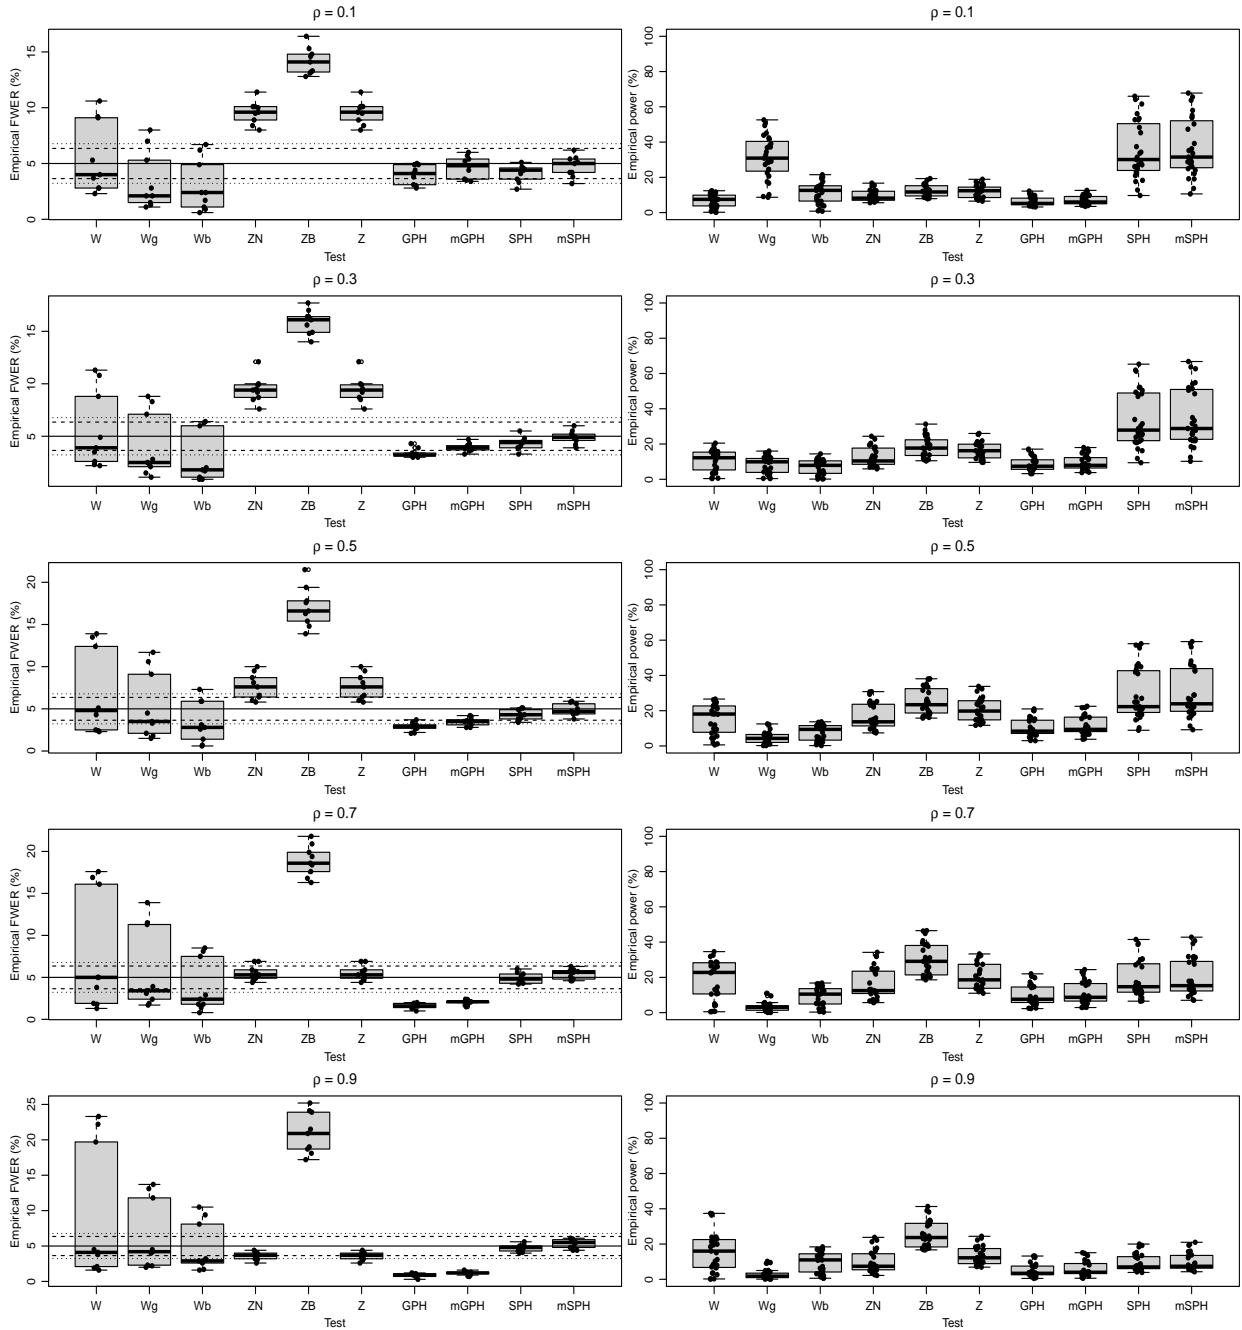 ρ = 0.1
Empirical FWER (%)
0 5 10 15
W Wg Wb ZN ZB Z GPH mGPH SPH mSPH
Test
ρ = 0.1
Empirical power (%)
0 20 40 60 80 100
W Wg Wb ZN ZB Z GPH mGPH SPH mSPH
Test
ρ = 0.3
Empirical FWER (%)
0 5 10 15
W Wg Wb ZN ZB Z GPH mGPH SPH mSPH
Test
ρ = 0.3
Empirical power (%)
0 20 40 60 80 100
W Wg Wb ZN ZB Z GPH mGPH SPH mSPH
Test
ρ = 0.5
Empirical FWER (%)
0 5 10 15 20
W Wg Wb ZN ZB Z GPH mGPH SPH mSPH
Test
ρ = 0.5
Empirical power (%)
0 20 40 60 80 100
W Wg Wb ZN ZB Z GPH mGPH SPH mSPH
Test
ρ = 0.7
Empirical FWER (%)
0 5 10 15 20
W Wg Wb ZN ZB Z GPH mGPH SPH mSPH
Test
ρ = 0.7
Empirical power (%)
0 20 40 60 80 100
W Wg Wb ZN ZB Z GPH mGPH SPH mSPH
Test
ρ = 0.9
Empirical FWER (%)
0 5 10 15 20 25
W Wg Wb ZN ZB Z GPH mGPH SPH mSPH
Test
ρ = 0.9
Empirical power (%)
0 20 40 60 80 100
W Wg Wb ZN ZB Z GPH mGPH SPH mSPH
Test